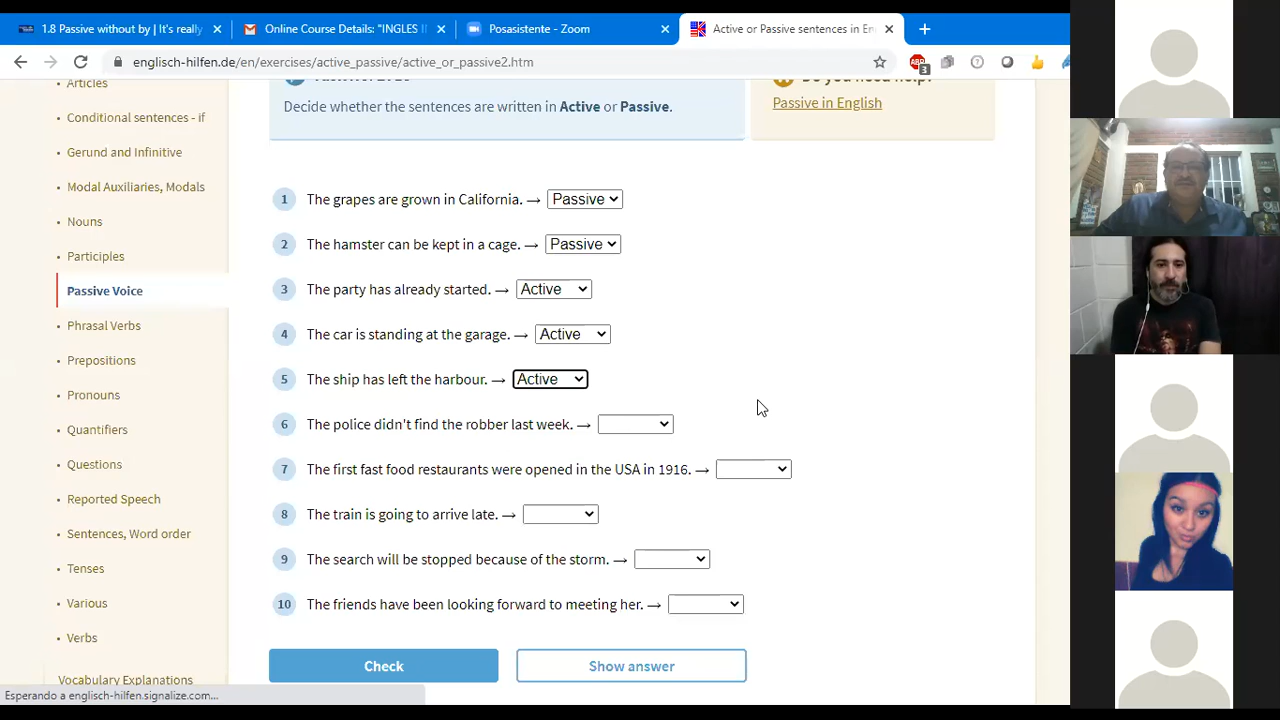 1.8 Passive without by | It's really
Online Course Details: "INGLES I
Posasistente - Zoom
Active or Passive sentences in En
englisch-hilfen.de/en/exercises/active_passive/active_or_passive2.htm
3
Articles
Conditional sentences - if
Gerund and Infinitive
Modal Auxiliaries, Modals
Nouns
Participles
Passive Voice
Phrasal Verbs
Prepositions
Pronouns
Quantifiers
Questions
Reported Speech
Sentences, Word order
Tenses
Various
Verbs
Vocabulary Explanations
Decide whether the sentences are written in Active or Passive.
Do you need help?
Passive in English
1 The grapes are grown in California. → Passive
2 The hamster can be kept in a cage. → Passive
3 The party has already started. → Active
4 The car is standing at the garage. → Active
5 The ship has left the harbour. → Active
6 The police didn't find the robber last week. →
7 The first fast food restaurants were opened in the USA in 1916. →
8 The train is going to arrive late. →
9 The search will be stopped because of the storm. →
10 The friends have been looking forward to meeting her. →
Check
Show answer
Esperando a englisch-hilfen.signalize.com...